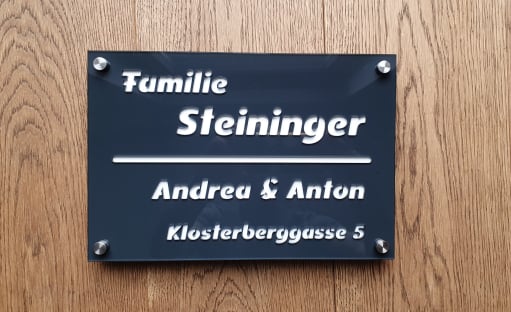 Familie
Steininger
Andrea & Anton
Klosterberggasse 5